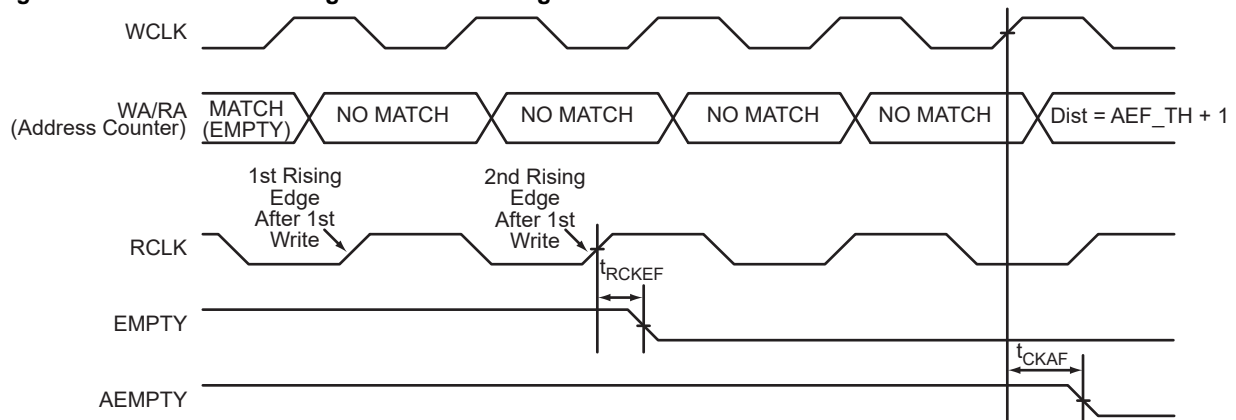 WCLK
WA/RA
(Address Counter)
MATCH
(EMPTY)
NO MATCH
NO MATCH
NO MATCH
NO MATCH
Dist = AEF_TH + 1
1st Rising
Edge
After 1st
Write
2nd Rising
Edge
After 1st
Write
RCLK
tRCKEF
EMPTY
tCKAF
AEMPTY